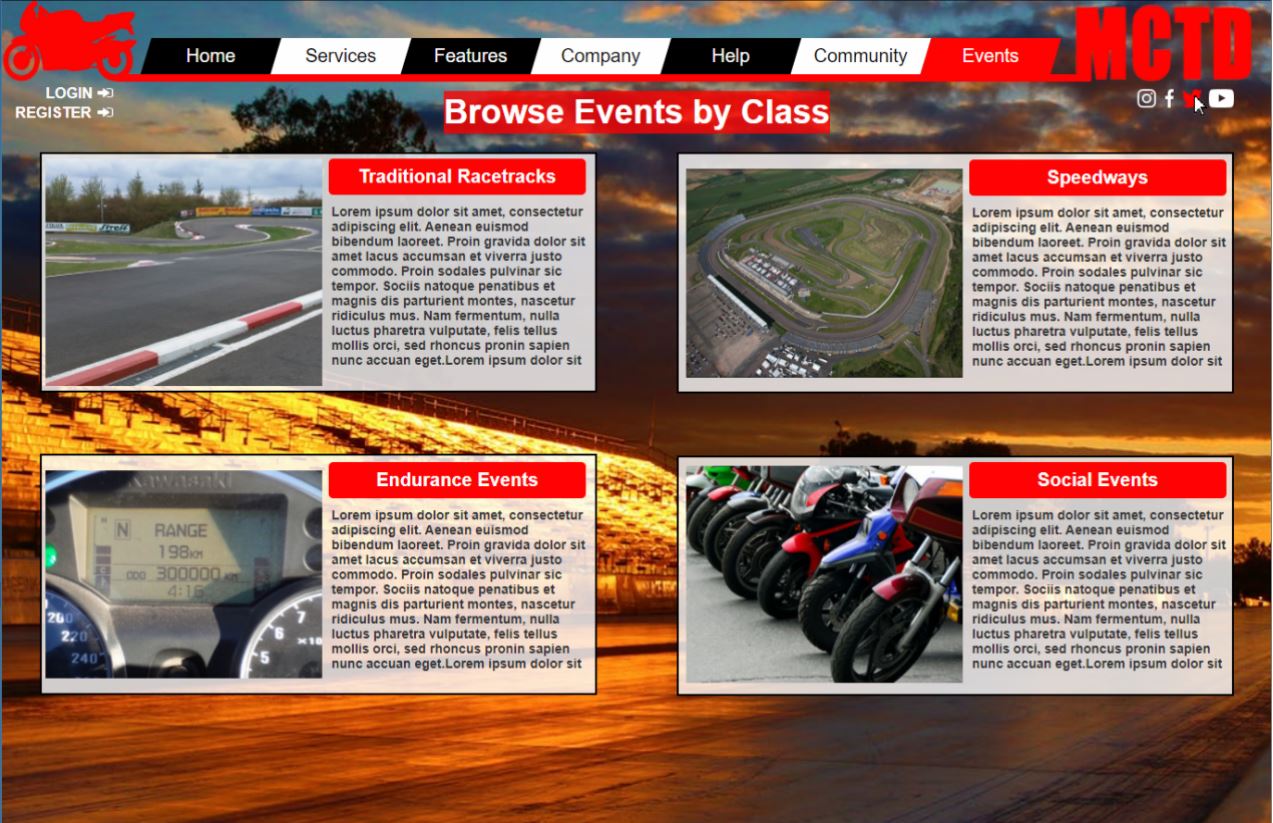 Home Services Features Company Help Community Events
MCTD
LOGIN
REGISTER
Browse Events by Class
Traditional Racetracks
Lorem ipsum dolor sit amet, consectetur
adipiscing elit. Aenean euismod
bibendum laoreet. Proin gravida dolor sit
amet lacus accumsan et viverra justo
commodo. Proin sodales pulvinar sic
tempor. Sociis natoque penatibus et
magnis dis parturient montes, nascetur
ridiculus mus. Nam fermentum, nulla
luctus pharetra vulputate, felis tellus
mollis orci, sed rhoncus pronin sapien
nunc accuan eget.Lorem ipsum dolor sit
Speedways
Lorem ipsum dolor sit amet, consectetur
adipiscing elit. Aenean euismod
bibendum laoreet. Proin gravida dolor sit
amet lacus accumsan et viverra justo
commodo. Proin sodales pulvinar sic
tempor. Sociis natoque penatibus et
magnis dis parturient montes, nascetur
ridiculus mus. Nam fermentum, nulla
luctus pharetra vulputate, felis tellus
mollis orci, sed rhoncus pronin sapien
nunc accuan eget.Lorem ipsum dolor sit
Kawasaki
N RANGE
198KM
ODO 300000 KM
4:16
200
220
240
7
6
5
Endurance Events
Lorem ipsum dolor sit amet, consectetur
adipiscing elit. Aenean euismod
bibendum laoreet. Proin gravida dolor sit
amet lacus accumsan et viverra justo
commodo. Proin sodales pulvinar sic
tempor. Sociis natoque penatibus et
magnis dis parturient montes, nascetur
ridiculus mus. Nam fermentum, nulla
luctus pharetra vulputate, felis tellus
mollis orci, sed rhoncus pronin sapien
nunc accuan eget.Lorem ipsum dolor sit
Social Events
Lorem ipsum dolor sit amet, consectetur
adipiscing elit. Aenean euismod
bibendum laoreet. Proin gravida dolor sit
amet lacus accumsan et viverra justo
commodo. Proin sodales pulvinar sic
tempor. Sociis natoque penatibus et
magnis dis parturient montes, nascetur
ridiculus mus. Nam fermentum, nulla
luctus pharetra vulputate, felis tellus
mollis orci, sed rhoncus pronin sapien
nunc accuan eget.Lorem ipsum dolor sit